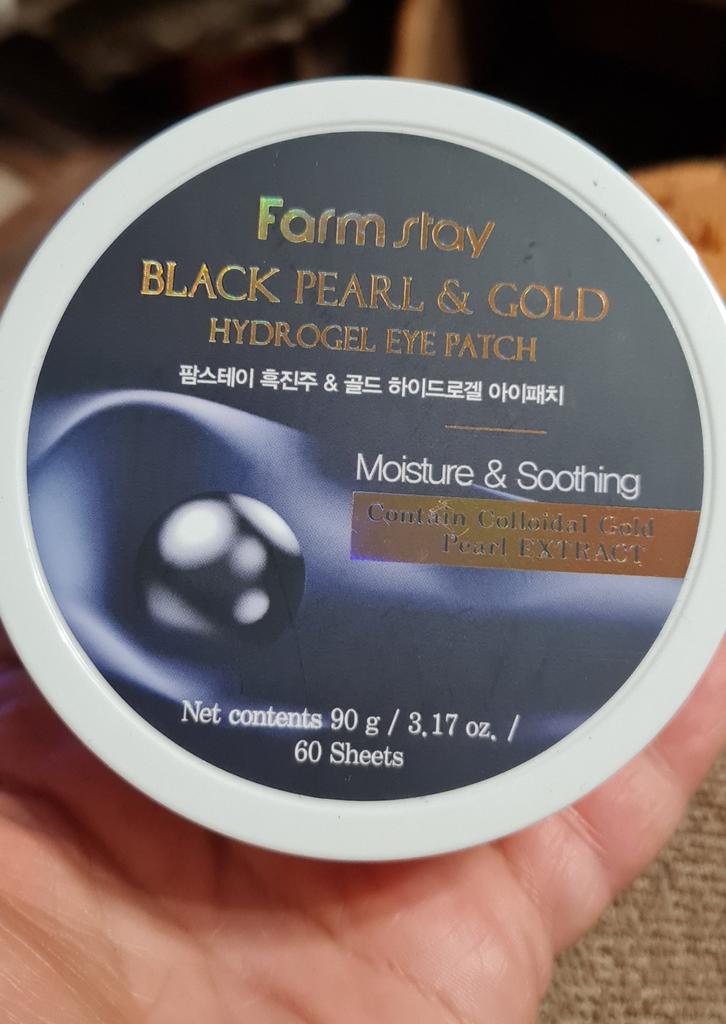 Farm stay
BLACK PEARL & GOLD
HYDROGEL EYE PATCH
팜스테이 흑진주 & 골드 하이드로겔 아이패치
Moisture & Soothing
Contain Colloidal Gold
Pearl EXTRACT
Net contents 90 g / 3.17 oz. /
60 Sheets